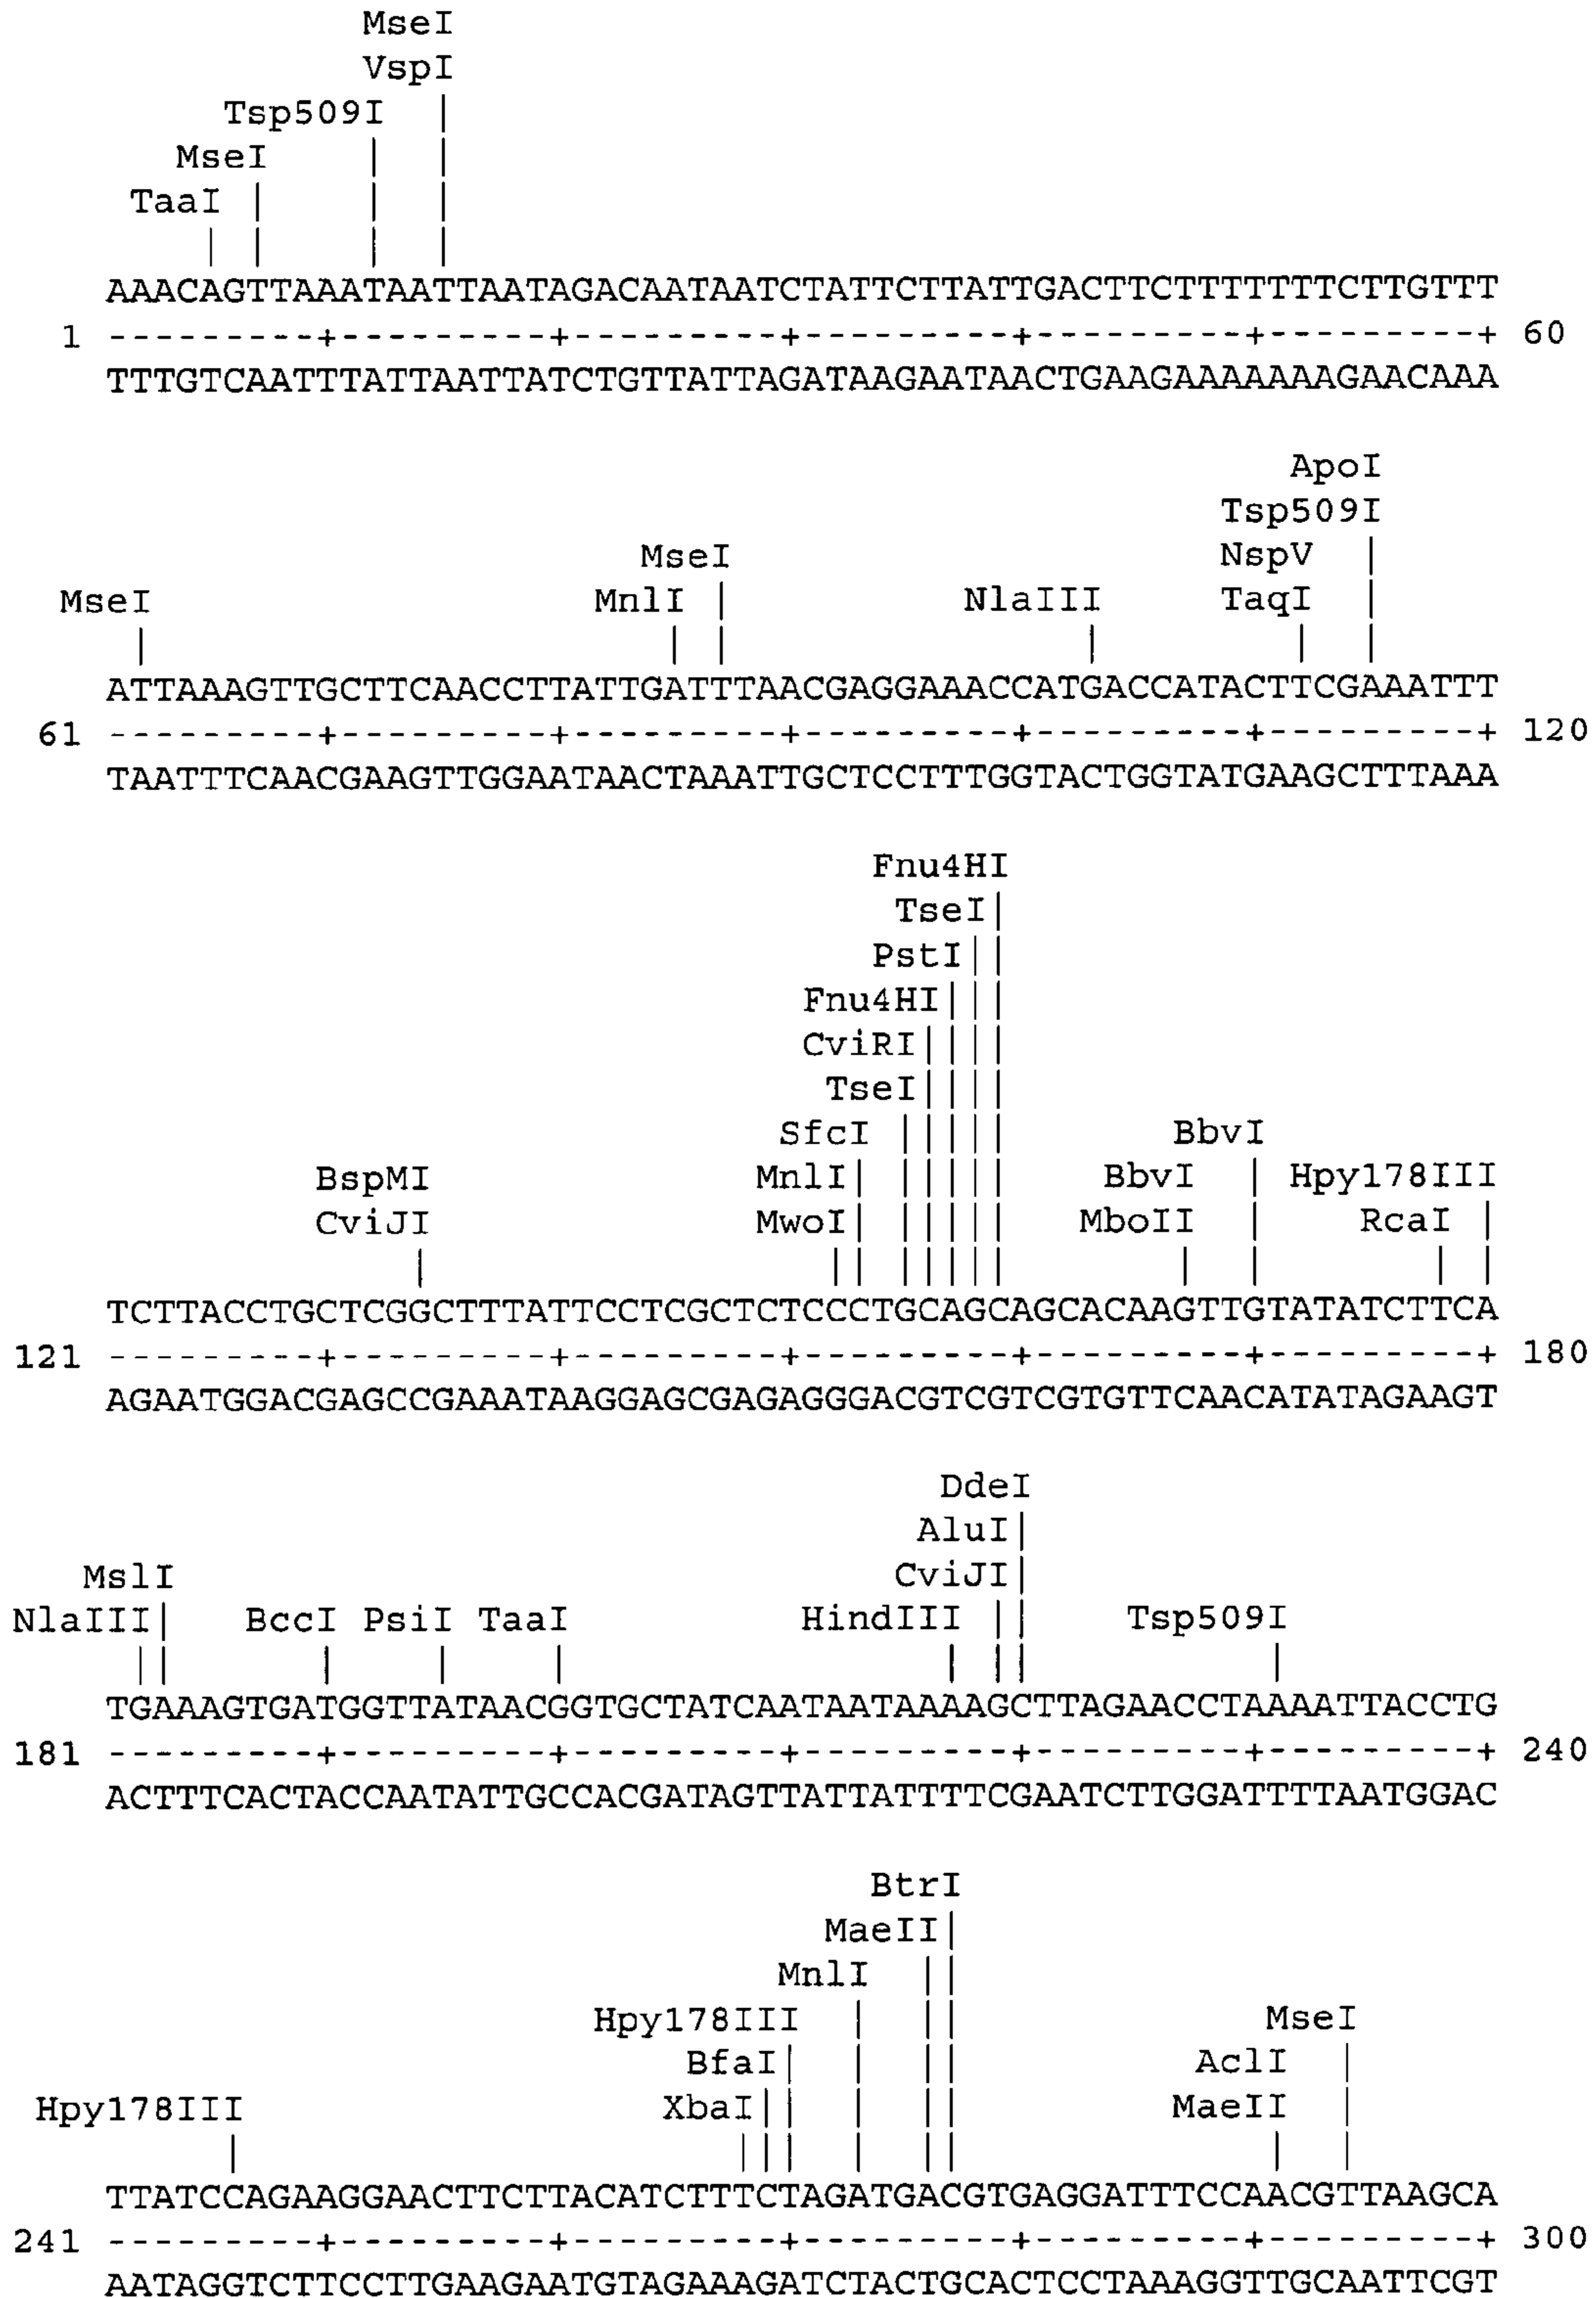 MseI
VspI
Tsp509I |
MseI | |
TaaI | | |
| | | |
AAACAGTTAAATAATTAATAGACAATAATCTATTCTTATTGACTTCTTTTTTTCTTGTTT
1 ---------+---------+---------+---------+---------+---------+ 60
TTTGTCAATTTATTAATTATCTGTTATTAGATAAGAATAACTGAAGAAAAAAAGAACAAA
ApoI
Tsp509I
MseI NspV |
MseI MnlI | NlaIII TaqI |
| | | | | |
ATTAAAGTTGCTTCAACCTTATTGATTTAACGAGGAAACCATGACCATACTTCGAAATTT
61 ---------+---------+---------+---------+---------+---------+ 120
TAATTTCAACGAAGTTGGAATAACTAAATTGCTCCTTTGGTACTGGTATGAAGCTTTAAA
Fnu4HI
TseI|
PstI||
Fnu4HI|||
CviRI||||
TseI||||
SfcI ||||| BbvI
BspMI MnlI| ||||| BbvI | Hpy178III
CviJI MwoI| ||||| MboII | RcaI |
| || ||||| | | | |
TCTTACCTGCTCGGCTTTATTCCTCGCTCTCCCTGCAGCAGCACAAGTTGTATATCTTCA
121 ---------+---------+---------+---------+---------+---------+ 180
AGAATGGACGAGCCGAAATAAGGAGCGAGAGGGACGTCGTCGTGTTCAACATATAGAAGT
DdeI
AluI|
MslI CviJI|
NlaIII| BccI PsiI TaaI HindIII || Tsp509I
|| | | | | || |
TGAAAGTGATGGTTATAACGGTGCTATCAATAATAAAAGCTTAGAACCTAAAATTACCTG
181 ---------+---------+---------+---------+---------+---------+ 240
ACTTTCACTACCAATATTGCCACGATAGTTATTATTTTCGAATCTTGGATTTTAATGGAC
BtrI
MaeII|
MnlI ||
Hpy178III | || MseI
BfaI| | || AclI |
Hpy178III XbaI|| | || MaeII |
| ||| | || | |
TTATCCAGAAGGAACTTCTTACATCTTTCTAGATGACGTGAGGATTTCCAACGTTAAGCA
241 ---------+---------+---------+---------+---------+---------+ 300
AATAGGTCTTCCTTGAAGAATGTAGAAAGATCTACTGCACTCCTAAAGGTTGCAATTCGT